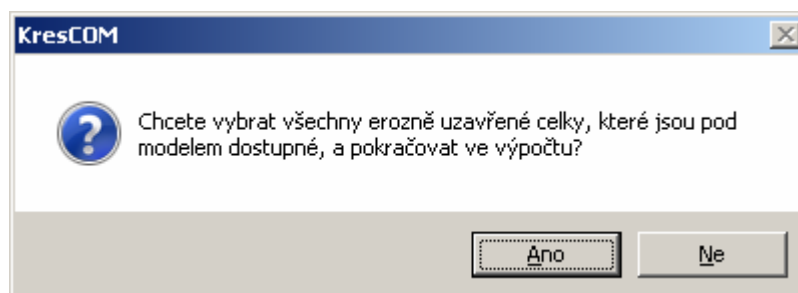 KresCOM
Chcete vybrat všechny erozně uzavřené celky, které jsou pod
modelem dostupné, a pokračovat ve výpočtu?
Ano
Ne